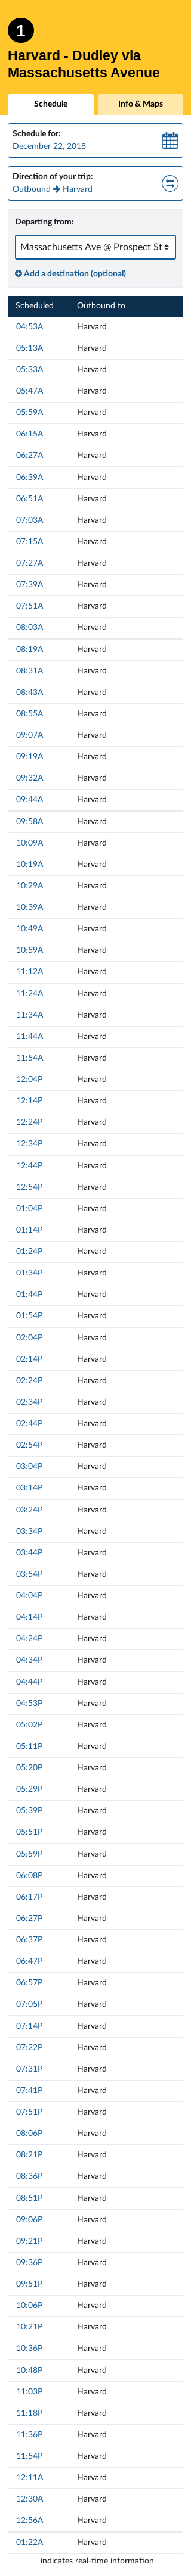 1
Harvard - Dudley via
Massachusetts Avenue
Schedule Info & Maps
Schedule for:
December 22, 2018
Direction of your trip:
Outbound → Harvard
Departing from:
Massachusetts Ave @ Prospect St
Add a destination (optional)
Scheduled Outbound to
04:53A Harvard
05:13A Harvard
05:33A Harvard
05:47A Harvard
05:59A Harvard
06:15A Harvard
06:27A Harvard
06:39A Harvard
06:51A Harvard
07:03A Harvard
07:15A Harvard
07:27A Harvard
07:39A Harvard
07:51A Harvard
08:03A Harvard
08:19A Harvard
08:31A Harvard
08:43A Harvard
08:55A Harvard
09:07A Harvard
09:19A Harvard
09:32A Harvard
09:44A Harvard
09:58A Harvard
10:09A Harvard
10:19A Harvard
10:29A Harvard
10:39A Harvard
10:49A Harvard
10:59A Harvard
11:12A Harvard
11:24A Harvard
11:34A Harvard
11:44A Harvard
11:54A Harvard
12:04P Harvard
12:14P Harvard
12:24P Harvard
12:34P Harvard
12:44P Harvard
12:54P Harvard
01:04P Harvard
01:14P Harvard
01:24P Harvard
01:34P Harvard
01:44P Harvard
01:54P Harvard
02:04P Harvard
02:14P Harvard
02:24P Harvard
02:34P Harvard
02:44P Harvard
02:54P Harvard
03:04P Harvard
03:14P Harvard
03:24P Harvard
03:34P Harvard
03:44P Harvard
03:54P Harvard
04:04P Harvard
04:14P Harvard
04:24P Harvard
04:34P Harvard
04:44P Harvard
04:53P Harvard
05:02P Harvard
05:11P Harvard
05:20P Harvard
05:29P Harvard
05:39P Harvard
05:51P Harvard
05:59P Harvard
06:08P Harvard
06:17P Harvard
06:27P Harvard
06:37P Harvard
06:47P Harvard
06:57P Harvard
07:05P Harvard
07:14P Harvard
07:22P Harvard
07:31P Harvard
07:41P Harvard
07:51P Harvard
08:06P Harvard
08:21P Harvard
08:36P Harvard
08:51P Harvard
09:06P Harvard
09:21P Harvard
09:36P Harvard
09:51P Harvard
10:06P Harvard
10:21P Harvard
10:36P Harvard
10:48P Harvard
11:03P Harvard
11:18P Harvard
11:36P Harvard
11:54P Harvard
12:11A Harvard
12:30A Harvard
12:56A Harvard
01:22A Harvard
indicates real-time information